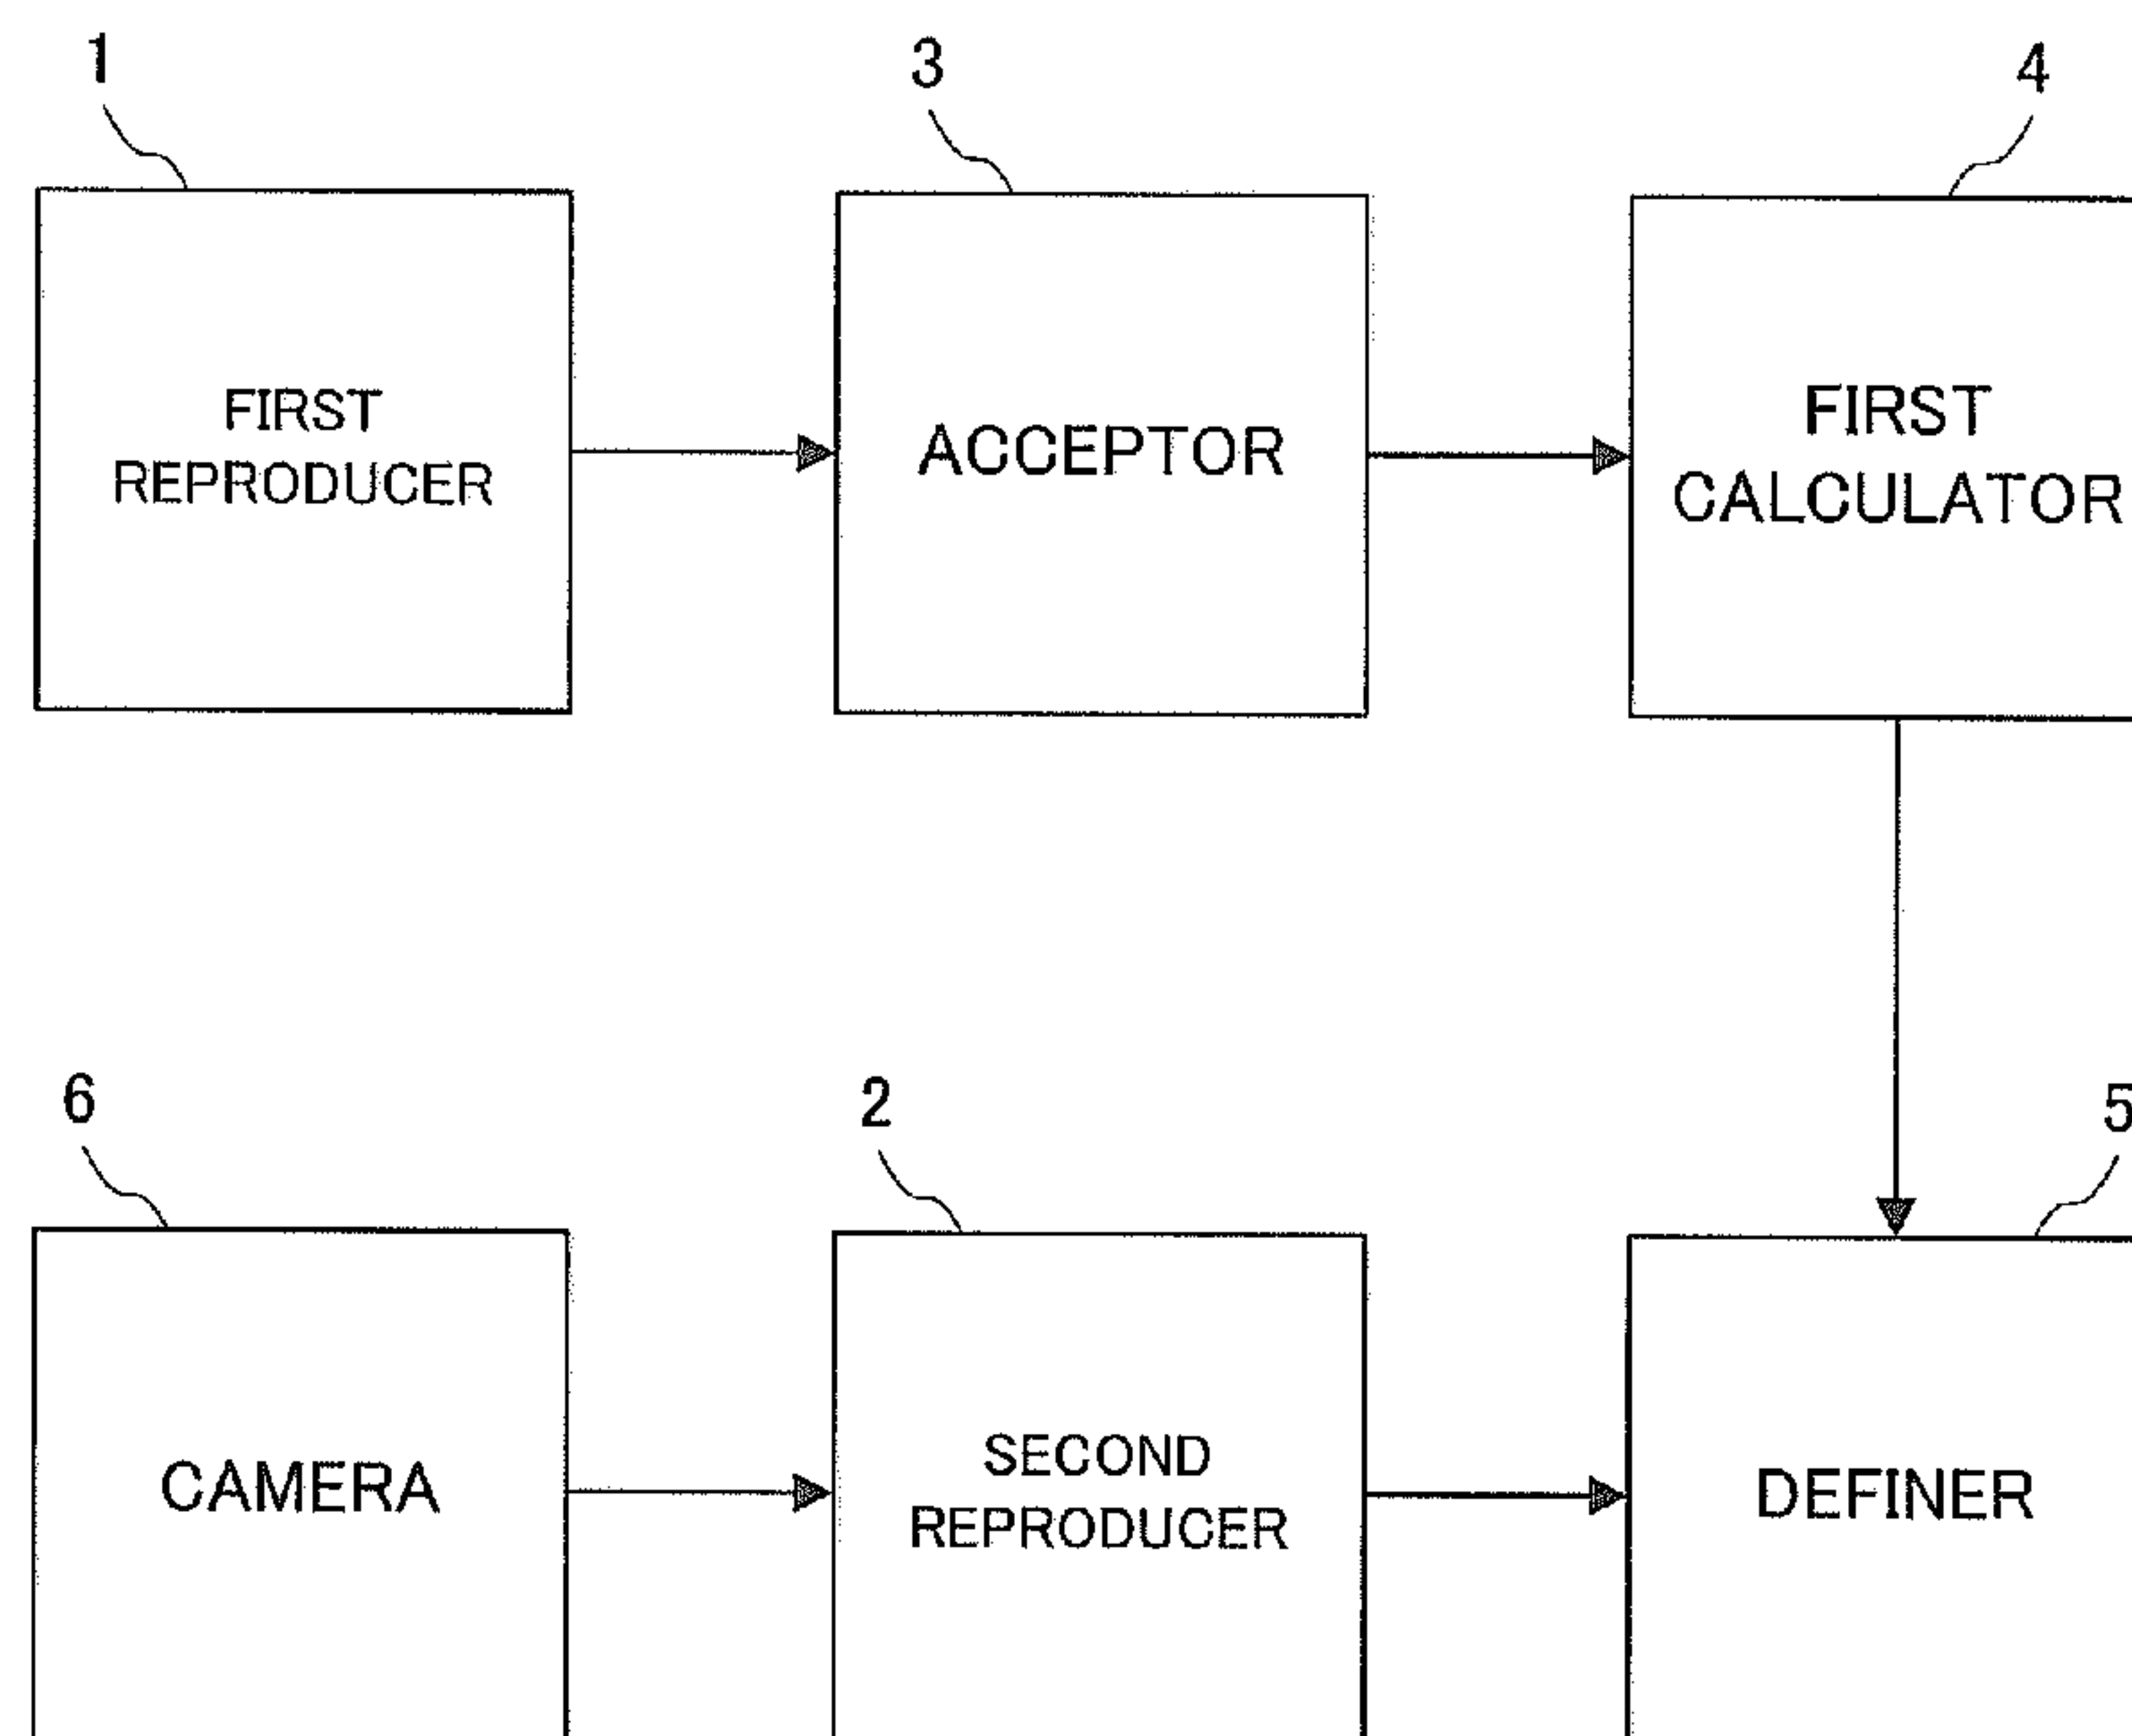 1
3
4
FIRST
REPRODUCER
ACCEPTOR
FIRST
CALCULATOR
6
2
5
CAMERA
SECOND
REPRODUCER
DEFINER